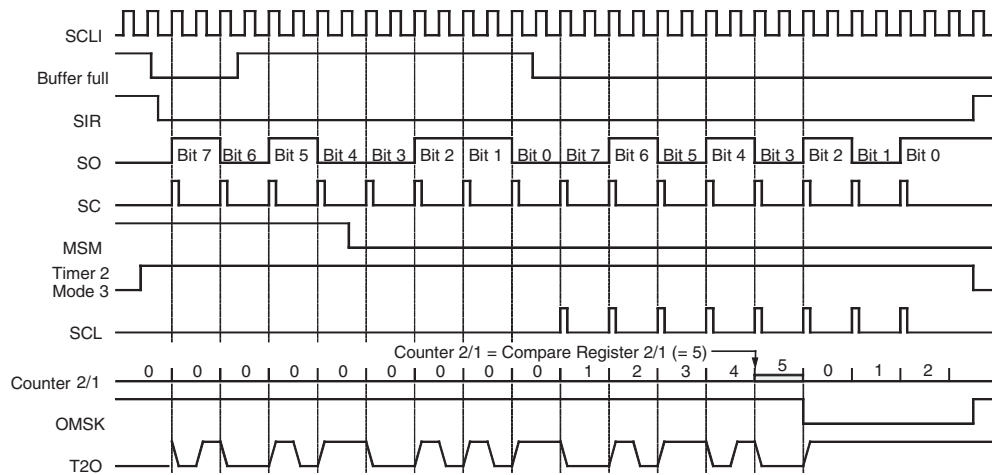 SCLI
Buffer full
SIR
SO Bit 7 Bit 6 Bit 5 Bit 4 Bit 3 Bit 2 Bit 1 Bit 0 Bit 7 Bit 6 Bit 5 Bit 4 Bit 3 Bit 2 Bit 1 Bit 0
SC
MSM
Timer 2
Mode 3
SCL
Counter 2/1 = Compare Register 2/1 (= 5)
Counter 2/1 0 0 0 0 0 0 0 0 0 1 2 3 4 5 0 1 2
OMSK
T2O